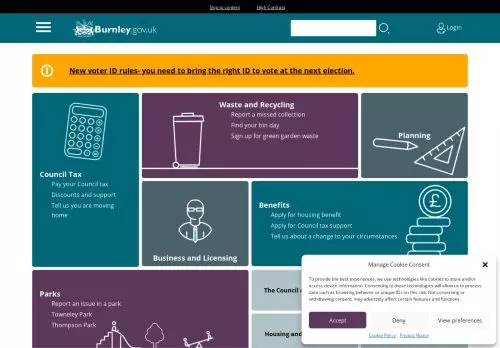 Skip to content High Contrast
Burnley.gov.uk
Login
New voter ID rules- you need to bring the right ID to vote at the next election.
Waste and Recycling
Report a missed collection
Find your bin day
Sign up for green garden waste
Planning
Council Tax
Pay your Council tax
Discounts and support
Tell us you are moving
home
Business and Licensing
Benefits
Apply for housing benefit
Apply for Council tax support
Tell us about a change to your circumstances
Parks
Report an issue in a park
Towneley Park
Thompson Park
The Council
Housing and
Manage Cookie Consent
To provide the best experiences, we use technologies like cookies to store and/or
access device information. Consenting to these technologies will allow us to process
data such as browsing behavior or unique IDs on this site. Not consenting or
withdrawing consent, may adversely affect certain features and functions.
Accept
Deny
View preferences
Cookie Policy Privacy Notice